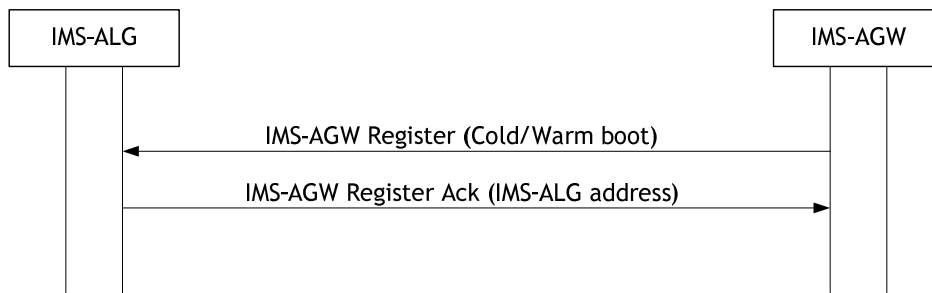 IMS-ALG
IMS-AGW
IMS-AGW Register (Cold/Warm boot)
IMS-AGW Register Ack (IMS-ALG address)